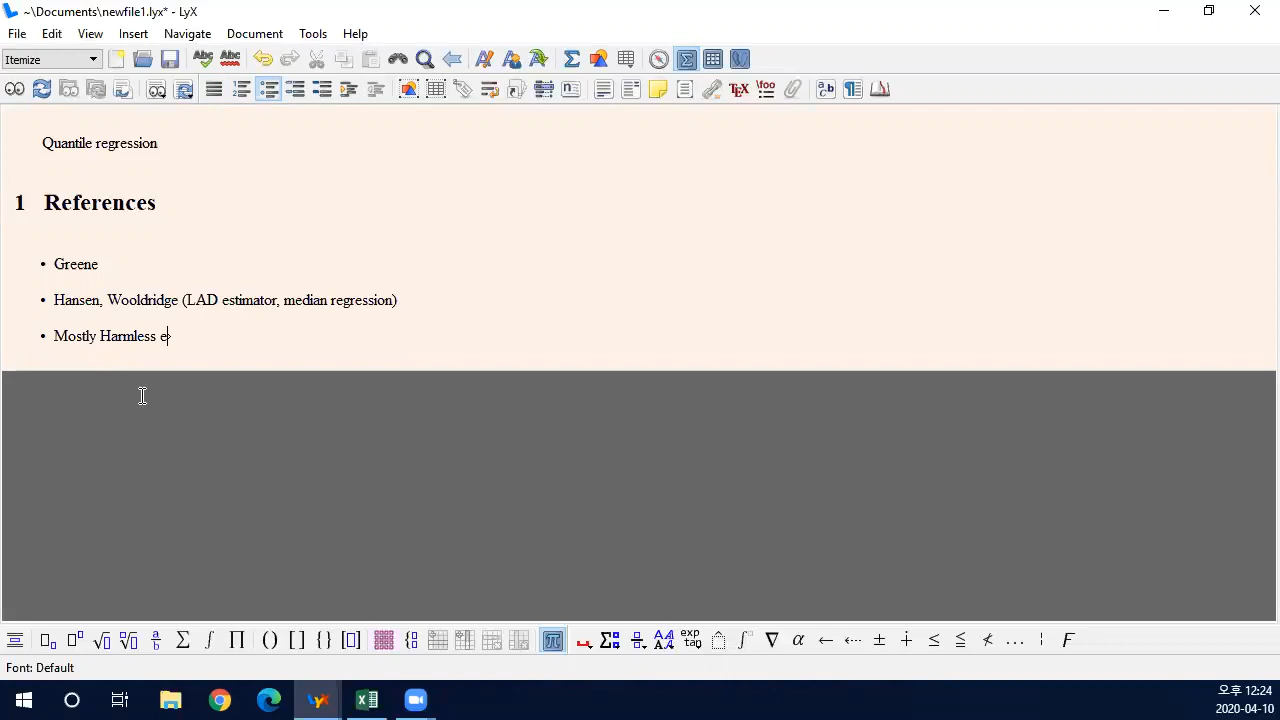 ~\Documents\newfile1.lyx* - LyX
File Edit View Insert Navigate Document Tools Help
Itemize
Quantile regression
1 References
• Greene
• Hansen, Wooldridge (LAD estimator, median regression)
• Mostly Harmless e
Font: Default
오후 12:24
2020-04-10